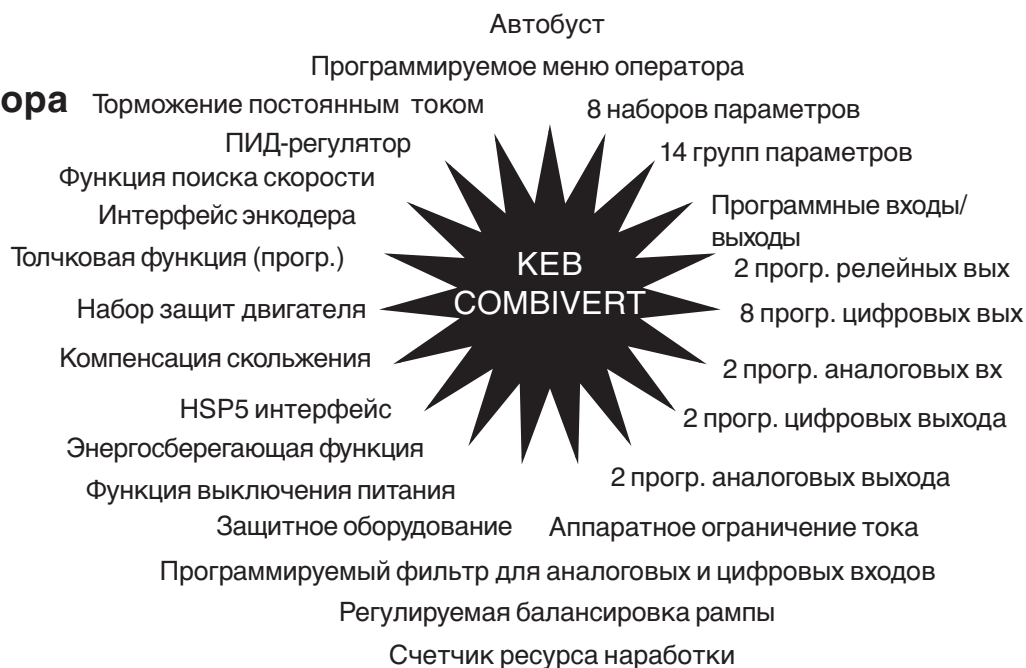 Автобуст
Программируемое меню оператора
ора
Торможение постоянным током
8 наборов параметров
ПИД-регулятор
14 групп параметров
Функция поиска скорости
Интерфейс энкодера
Программные входы/
выходы
Толчковая функция (прогр.)
2 прогр. релейных вых
KEB
COMBIVERT
Набор защит двигателя
8 прогр. цифровых вых
Компенсация скольжения
2 прогр. аналоговых вх
HSP5 интерфейс
2 прогр. цифровых выхода
Энергосберегающая функция
2 прогр. аналоговых выхода
Функция выключения питания
Защитное оборудование
Аппаратное ограничение тока
Программируемый фильтр для аналоговых и цифровых входов
Регулируемая балансировка рампы
Счетчик ресурса наработки